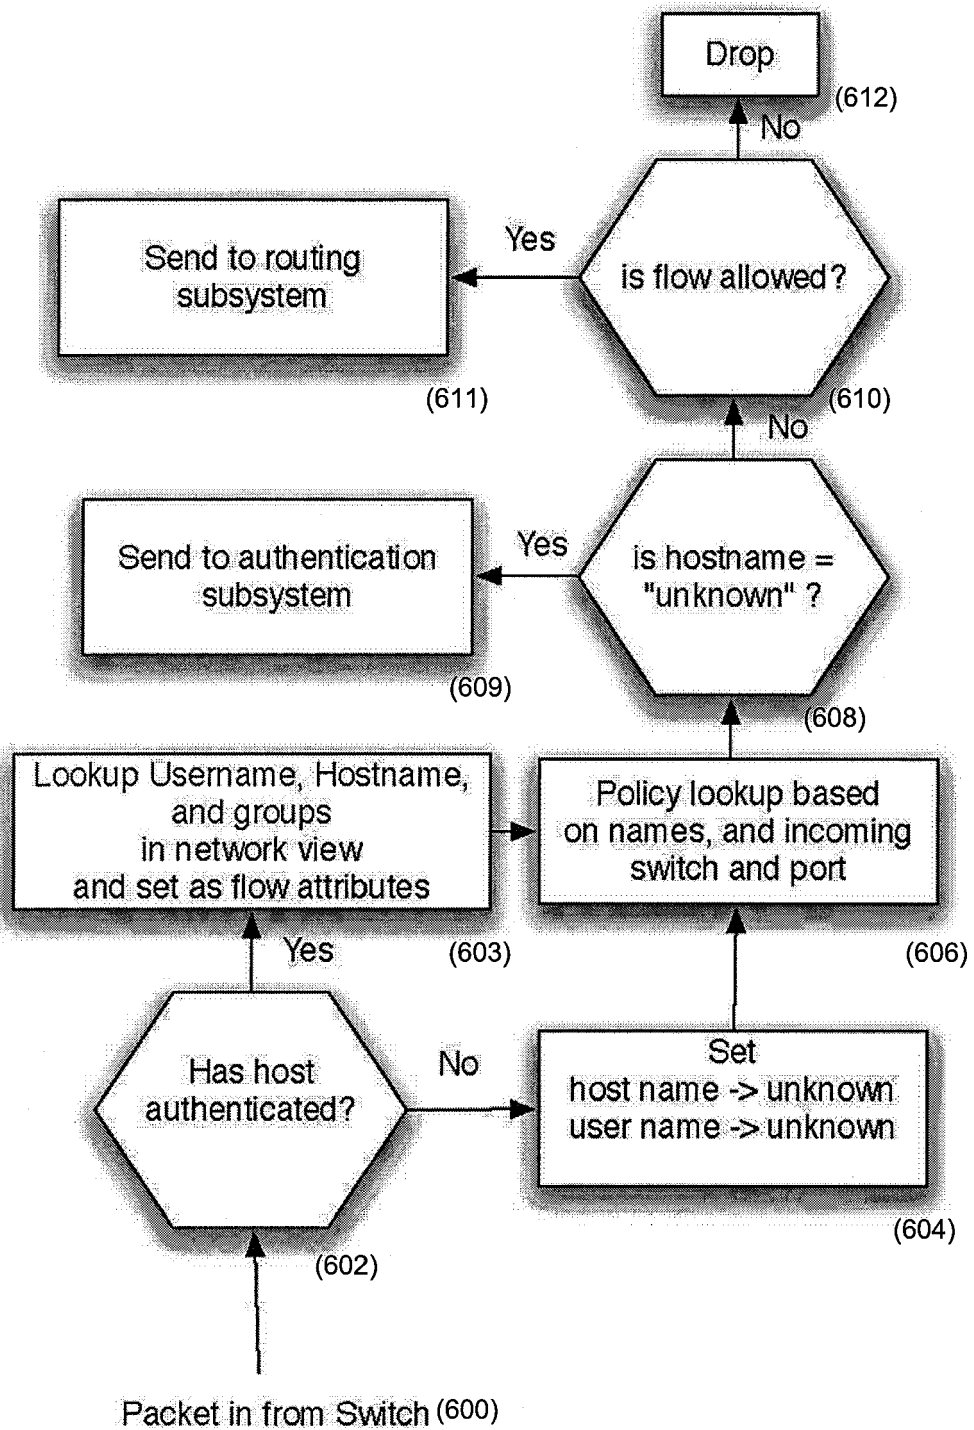 Drop
(612)
No
Yes
is flow allowed?
Send to routing
subsystem
(611)
(610)
No
Yes
is hostname =
"unknown" ?
Send to authentication
subsystem
(609)
(608)
Lookup Username, Hostname,
and groups
in network view
and set as flow attributes
(603)
Policy lookup based
on names, and incoming
switch and port
(606)
Yes
Has host
authenticated?
(602)
No
Set
host name -> unknown
user name -> unknown
(604)
Packet in from Switch (600)